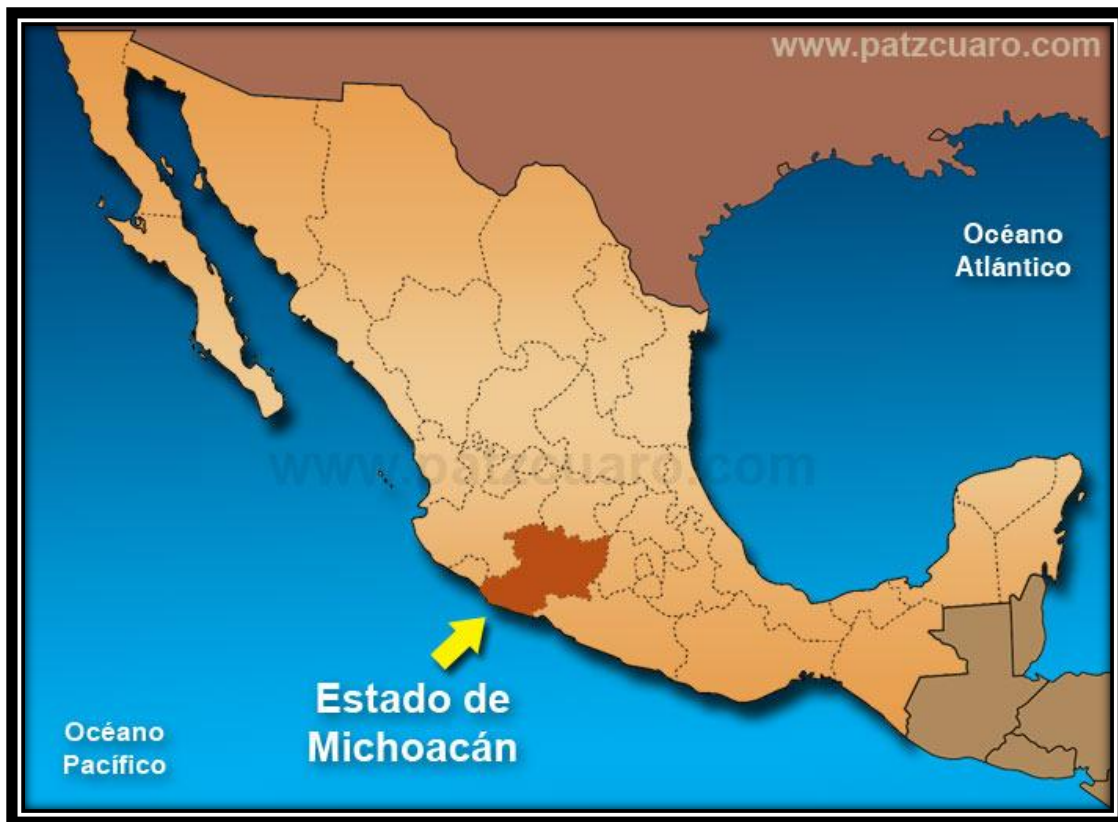 www.patzcuaro.com
Océano
Atlántico
www.patzcuaro.com
Estado de
Michoacán
Océano
Pacífico